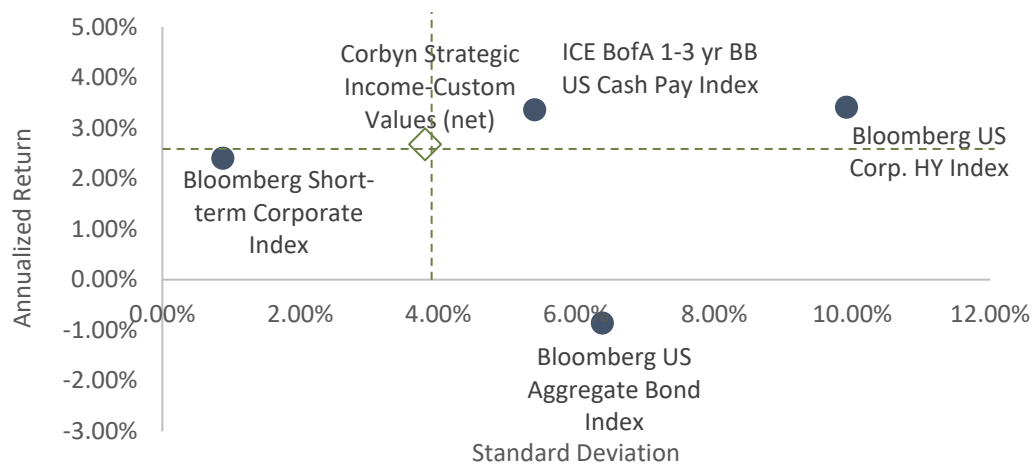 5.00%
4.00%
3.00%
2.00%
1.00%
0.00%
-1.00%
-2.00%
-3.00%
Annualized Return
Corbyn Strategic
Income-Custom
Values (net)
ICE BofA 1-3 yr BB
US Cash Pay Index
Bloomberg US
Corp. HY Index
Bloomberg Short-
term Corporate
Index
0.00%
2.00%
4.00%
6.00%
8.00%
10.00%
12.00%
Bloomberg US
Aggregate Bond
Index
Standard Deviation